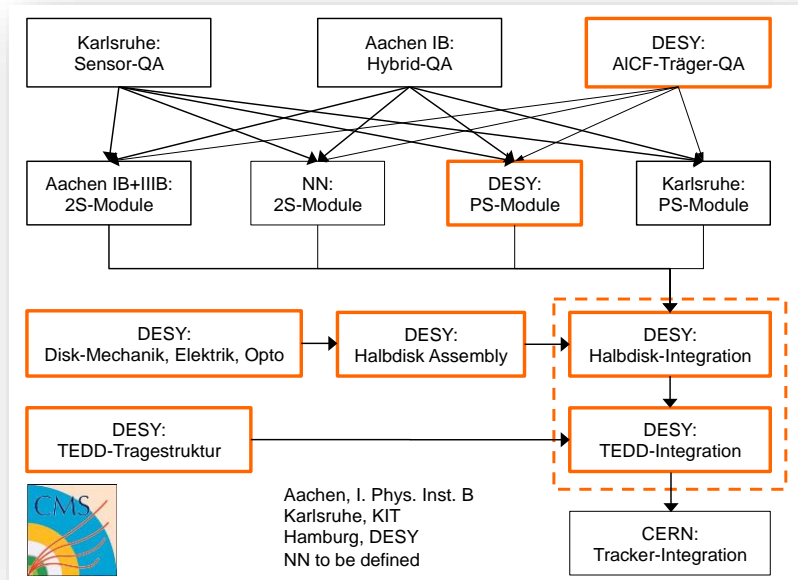 Karlsruhe:
Sensor-QA
Aachen IB:
Hybrid-QA
DESY:
AlCF-Träger-QA
Aachen IB+IIIB:
2S-Module
NN:
2S-Module
DESY:
PS-Module
Karlsruhe:
PS-Module
DESY:
Disk-Mechanik, Elektrik, Opto
DESY:
Halbdisk Assembly
DESY:
Halbdisk-Integration
DESY:
TEDD-Tragestruktur
DESY:
TEDD-Integration
CMS
Aachen, I. Phys. Inst. B
Karlsruhe, KIT
Hamburg, DESY
NN to be defined
CERN:
Tracker-Integration